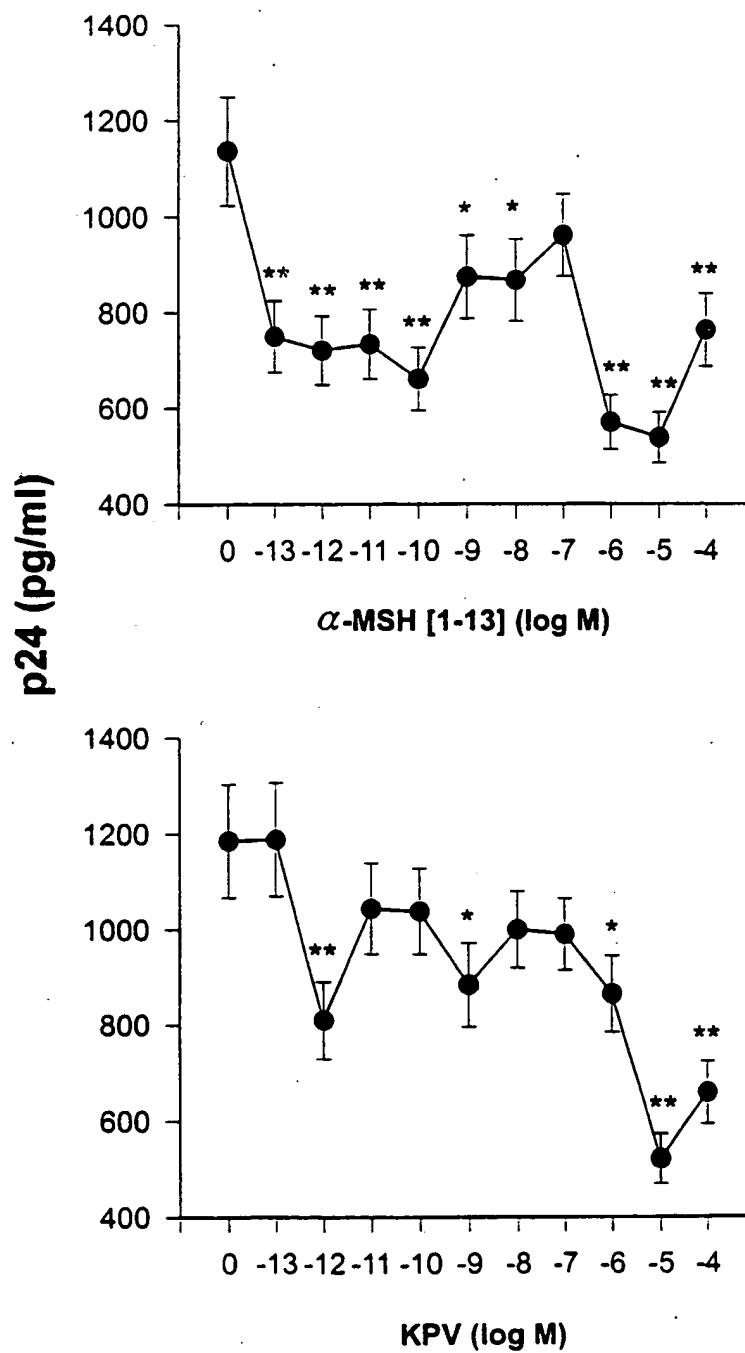 1400
1200
1000
800
600
400
** ** ** ** * * ** ** **
0 -13 -12 -11 -10 -9 -8 -7 -6 -5 -4
α-MSH [1-13] (log M)
p24 (pg/ml)
1400
1200
1000
800
600
400
** * * ** **
0 -13 -12 -11 -10 -9 -8 -7 -6 -5 -4
KPV (log M)